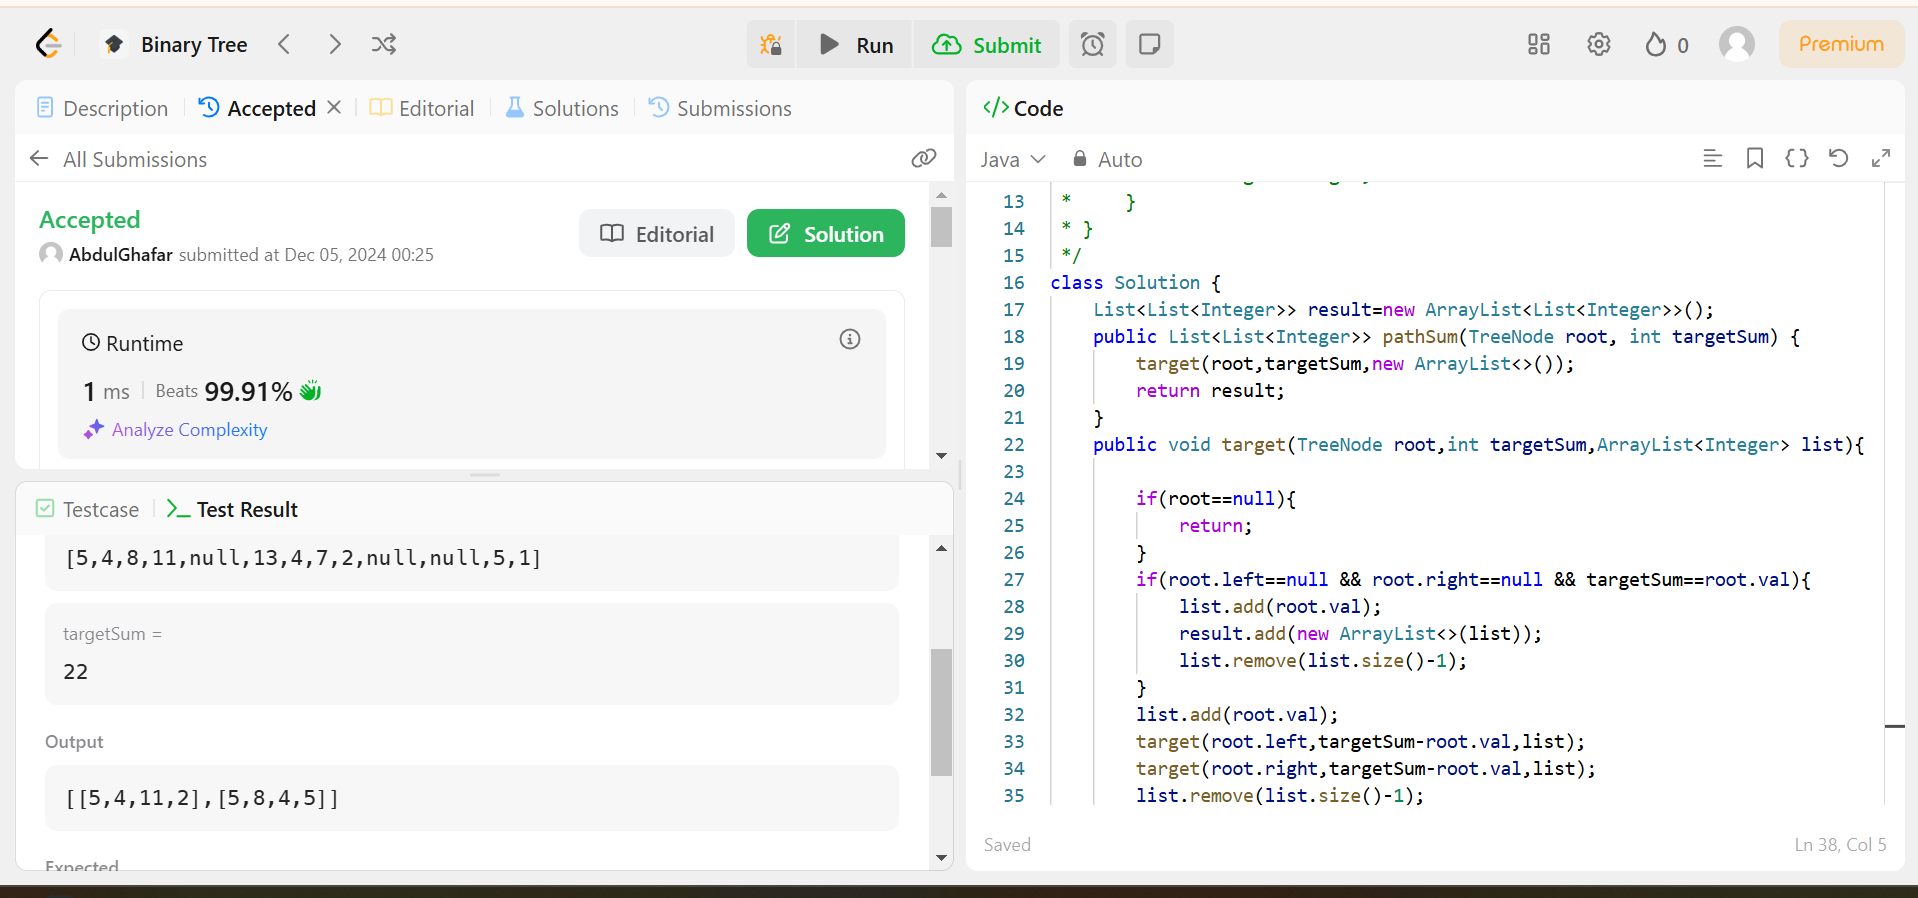 Binary Tree
Run
Submit
0
Premium
Description
Accepted
Editorial
Solutions
Submissions
All Submissions
Accepted
AbdulGhafar submitted at Dec 05, 2024 00:25
Editorial
Solution
Runtime
1 ms
Beats 99.91%
Analyze Complexity
Testcase
Test Result
[5,4,8,11,null,13,4,7,2,null,null,5,1]
targetSum =
22
Output
[[5,4,11,2],[5,8,4,5]]
Expected
</> Code
Java
Auto
13 *     }
14 * }
15 */
16 class Solution {
17     List<List<Integer>> result=new ArrayList<List<Integer>>();
18     public List<List<Integer>> pathSum(TreeNode root, int targetSum) {
19         target(root,targetSum,new ArrayList<>());
20         return result;
21     }
22     public void target(TreeNode root,int targetSum,ArrayList<Integer> list){
23
24         if(root==null){
25             return;
26         }
27         if(root.left==null && root.right==null && targetSum==root.val){
28             list.add(root.val);
29             result.add(new ArrayList<>(list));
30             list.remove(list.size()-1);
31         }
32         list.add(root.val);
33         target(root.left,targetSum-root.val,list);
34         target(root.right,targetSum-root.val,list);
35         list.remove(list.size()-1);
Saved
Ln 38, Col 5